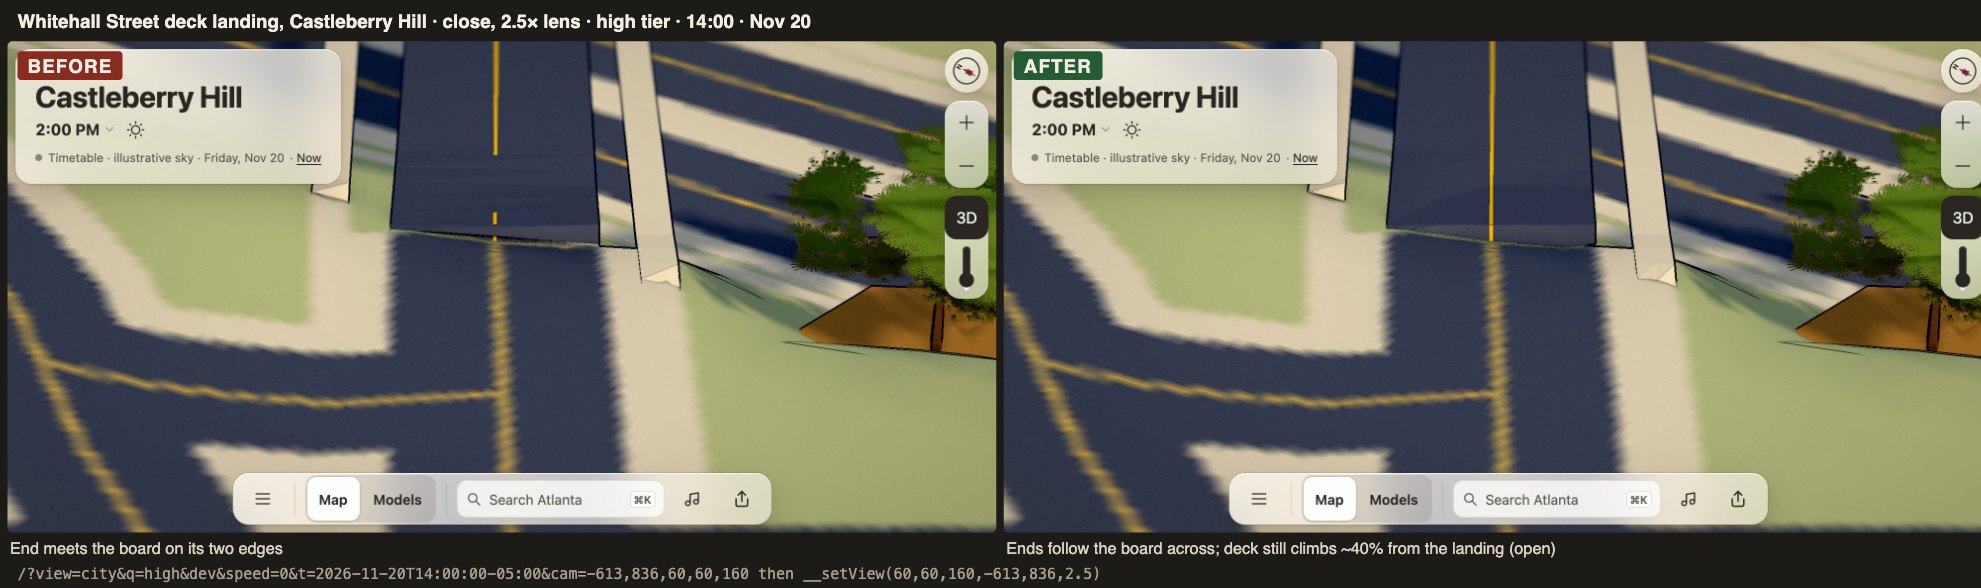 Whitehall Street deck landing, Castleberry Hill · close, 2.5× lens · high tier · 14:00 · Nov 20
BEFORE
Castleberry Hill
2:00 PM
Timetable · illustrative sky · Friday, Nov 20 · Now
N
+
−
3D
Map
Models
Search Atlanta
⌘K
End meets the board on its two edges
AFTER
Castleberry Hill
2:00 PM
Timetable · illustrative sky · Friday, Nov 20 · Now
N
+
−
3D
Map
Models
Search Atlanta
⌘K
Ends follow the board across; deck still climbs ~40% from the landing (open)
/?view=city&q=high&dev&speed=0&t=2026-11-20T14:00:00-05:00&cam=-613,836,60,60,160 then __setView(60,60,160,-613,836,2.5)